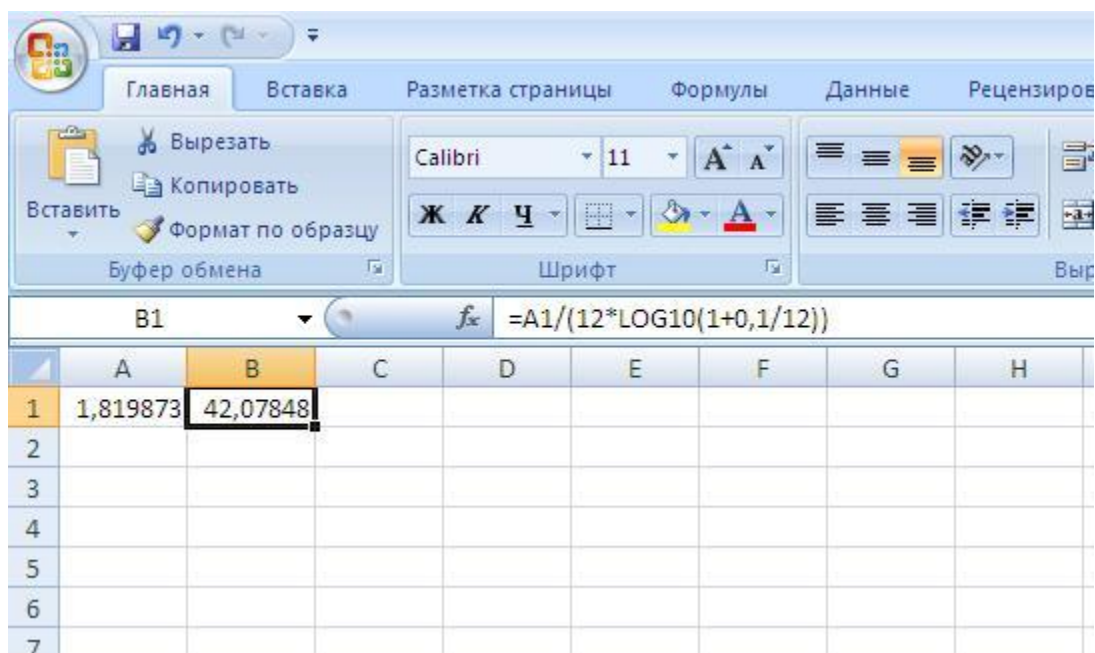 Главная Вставка Разметка страницы Формулы Данные
Вырезать
Копировать
Вставить
Формат по образцу
Буфер обмена
Calibri 11 A A
Ж К Ч A
Шрифт
B1 fx =A1/(12*LOG10(1+0,1/12))
A B C D E F G H
1 1,819873 42,07848
2
3
4
5
6
7